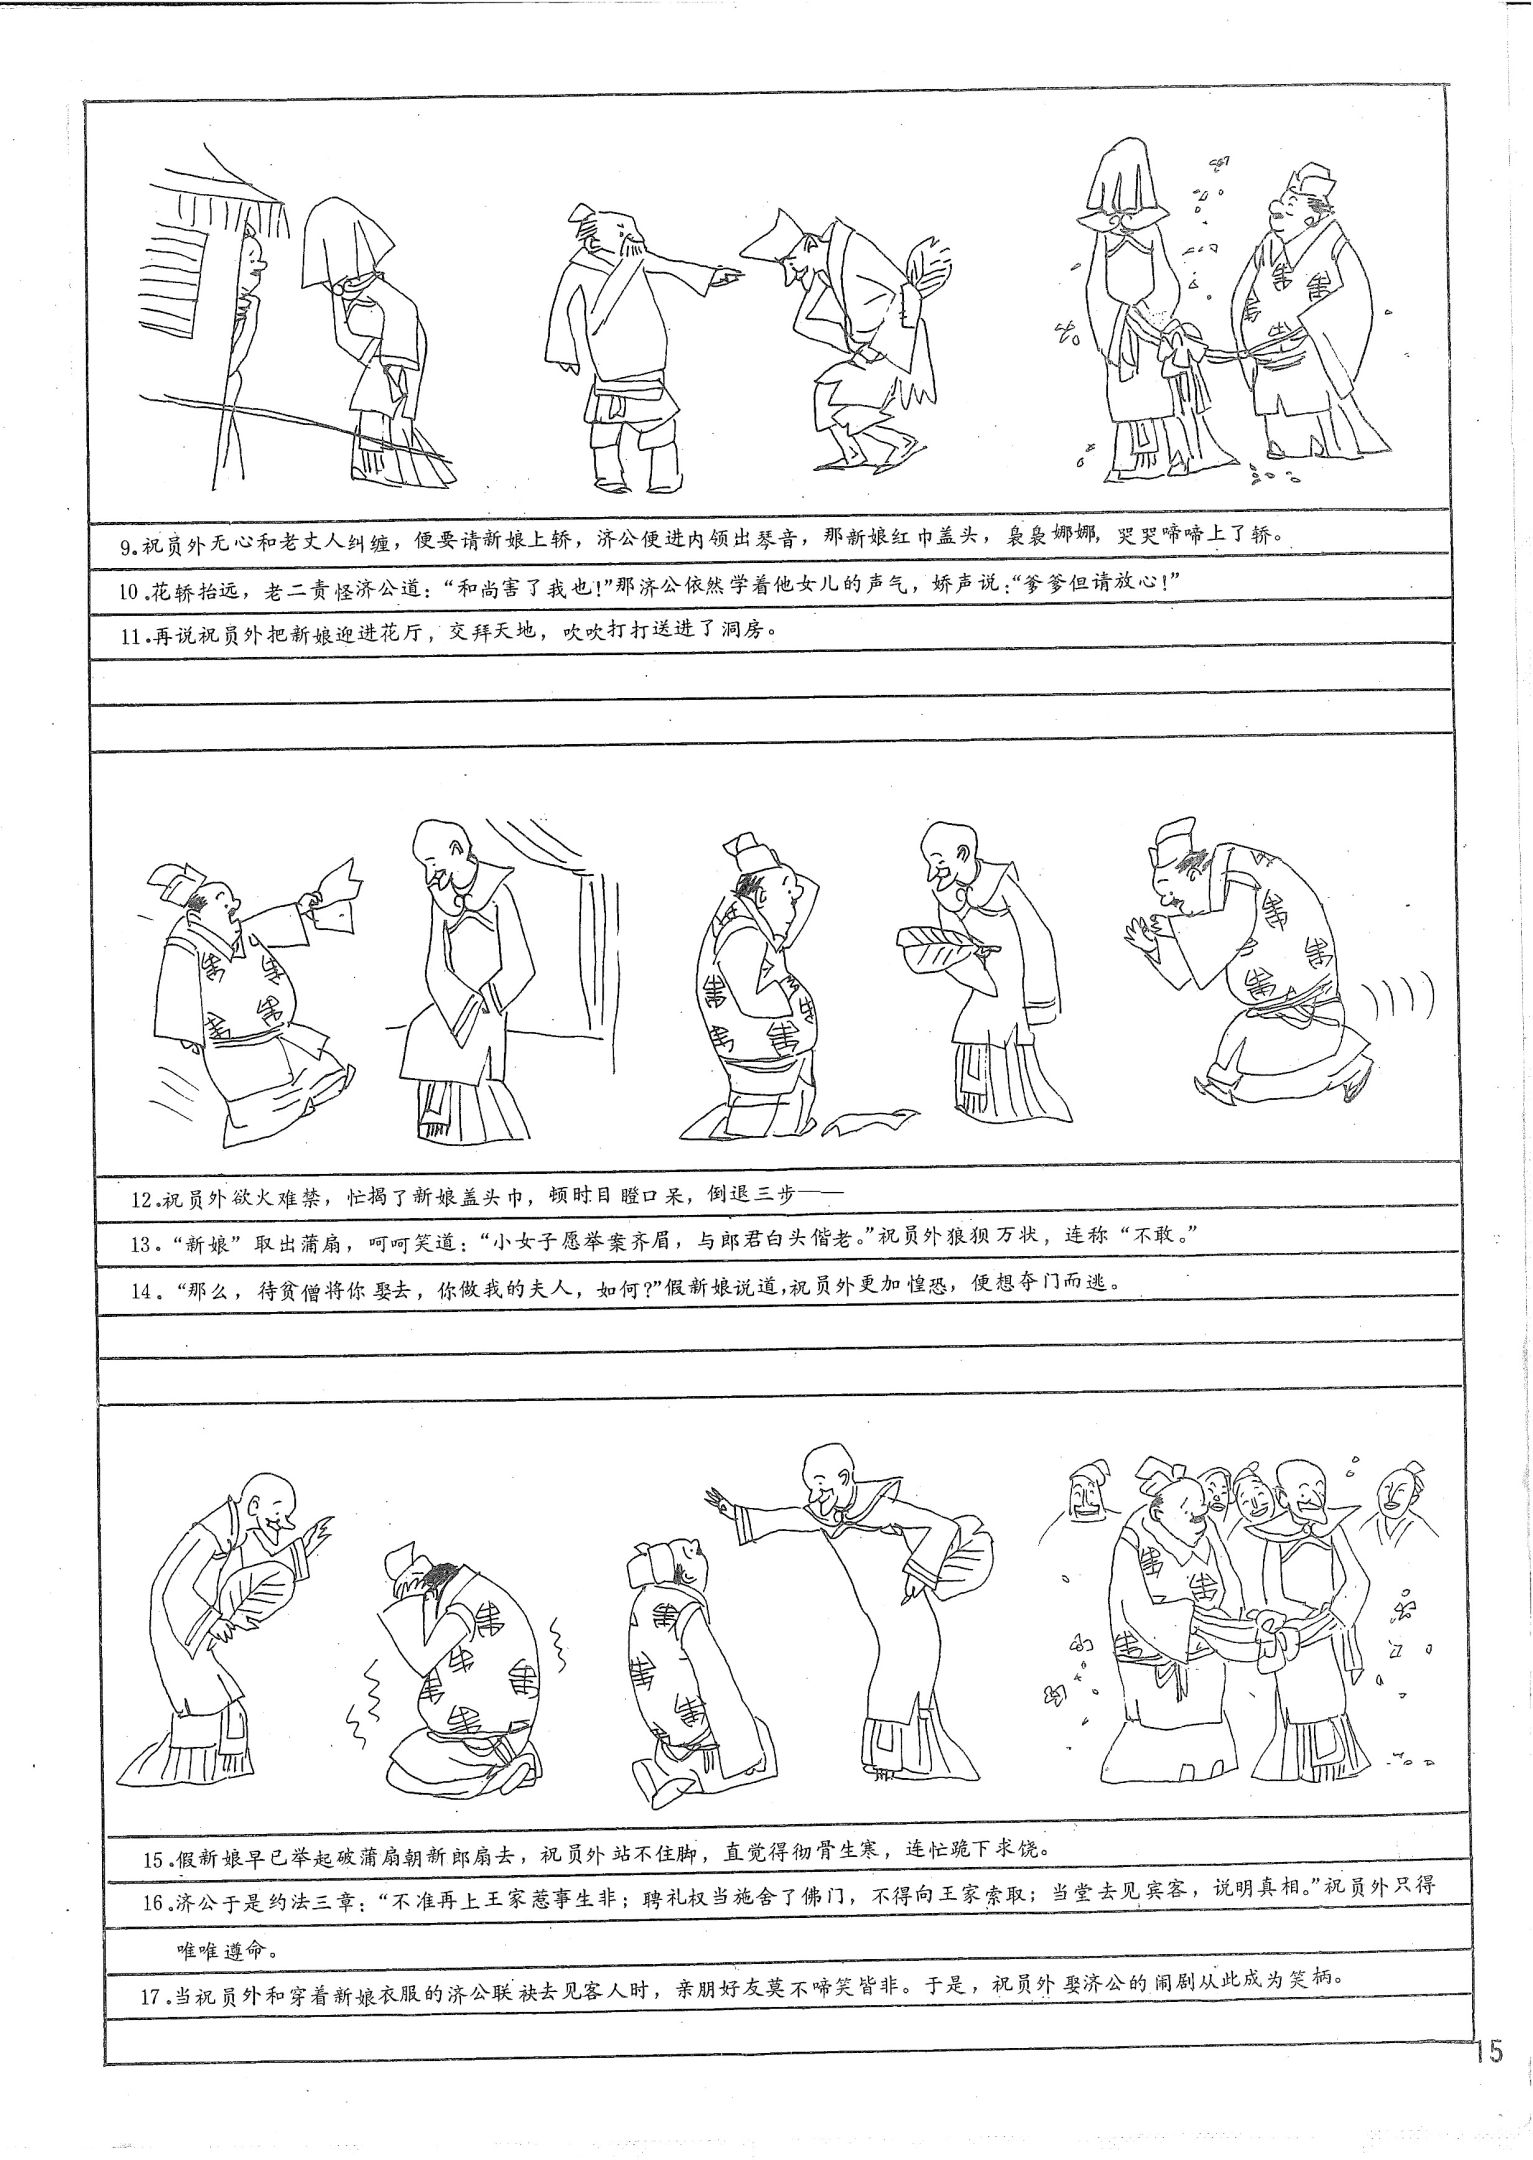 9.祝员外无心和老丈人纠缠，便要请新娘上轿，济公便进内领出琴音，那新娘红巾盖头，袅袅娜娜，哭哭啼啼上了轿。
10.花轿抬远，老二责怪济公道：“和尚害了我也！”那济公依然学着他女儿的声气，娇声说：“爹爹但请放心！”
11.再说祝员外把新娘迎进花厅，交拜天地，吹吹打打送进了洞房。
12.祝员外欲火难禁，忙揭了新娘盖头巾，顿时目瞪口呆，倒退三步——
13。“新娘”取出蒲扇，呵呵笑道：“小女子愿举案齐眉，与郎君白头偕老。”祝员外狼狈万状，连称“不敢。”
14。“那么，待贫僧将你娶去，你做我的夫人，如何？”假新娘说道，祝员外更加惶恐，便想夺门而逃。
15。假新娘早已举起破蒲扇朝新郎扇去，祝员外站不住脚，直觉得彻骨生寒，连忙跪下求饶。
16。济公于是约法三章：“不准再上王家惹事生非；聘礼权当施舍了佛门，不得向王家索取；当堂去见宾客，说明真相。”祝员外只得
唯唯遵命。
17.当祝员外和穿着新娘衣服的济公联袂去见客人时，亲朋好友莫不啼笑皆非。于是，祝员外娶济公的闹剧从此成为笑柄。
15